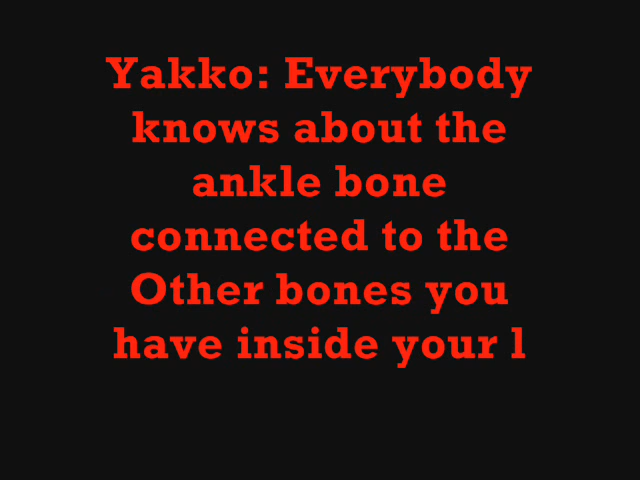 Yakko: Everybody
knows about the
ankle bone
connected to the
Other bones you
have inside your l